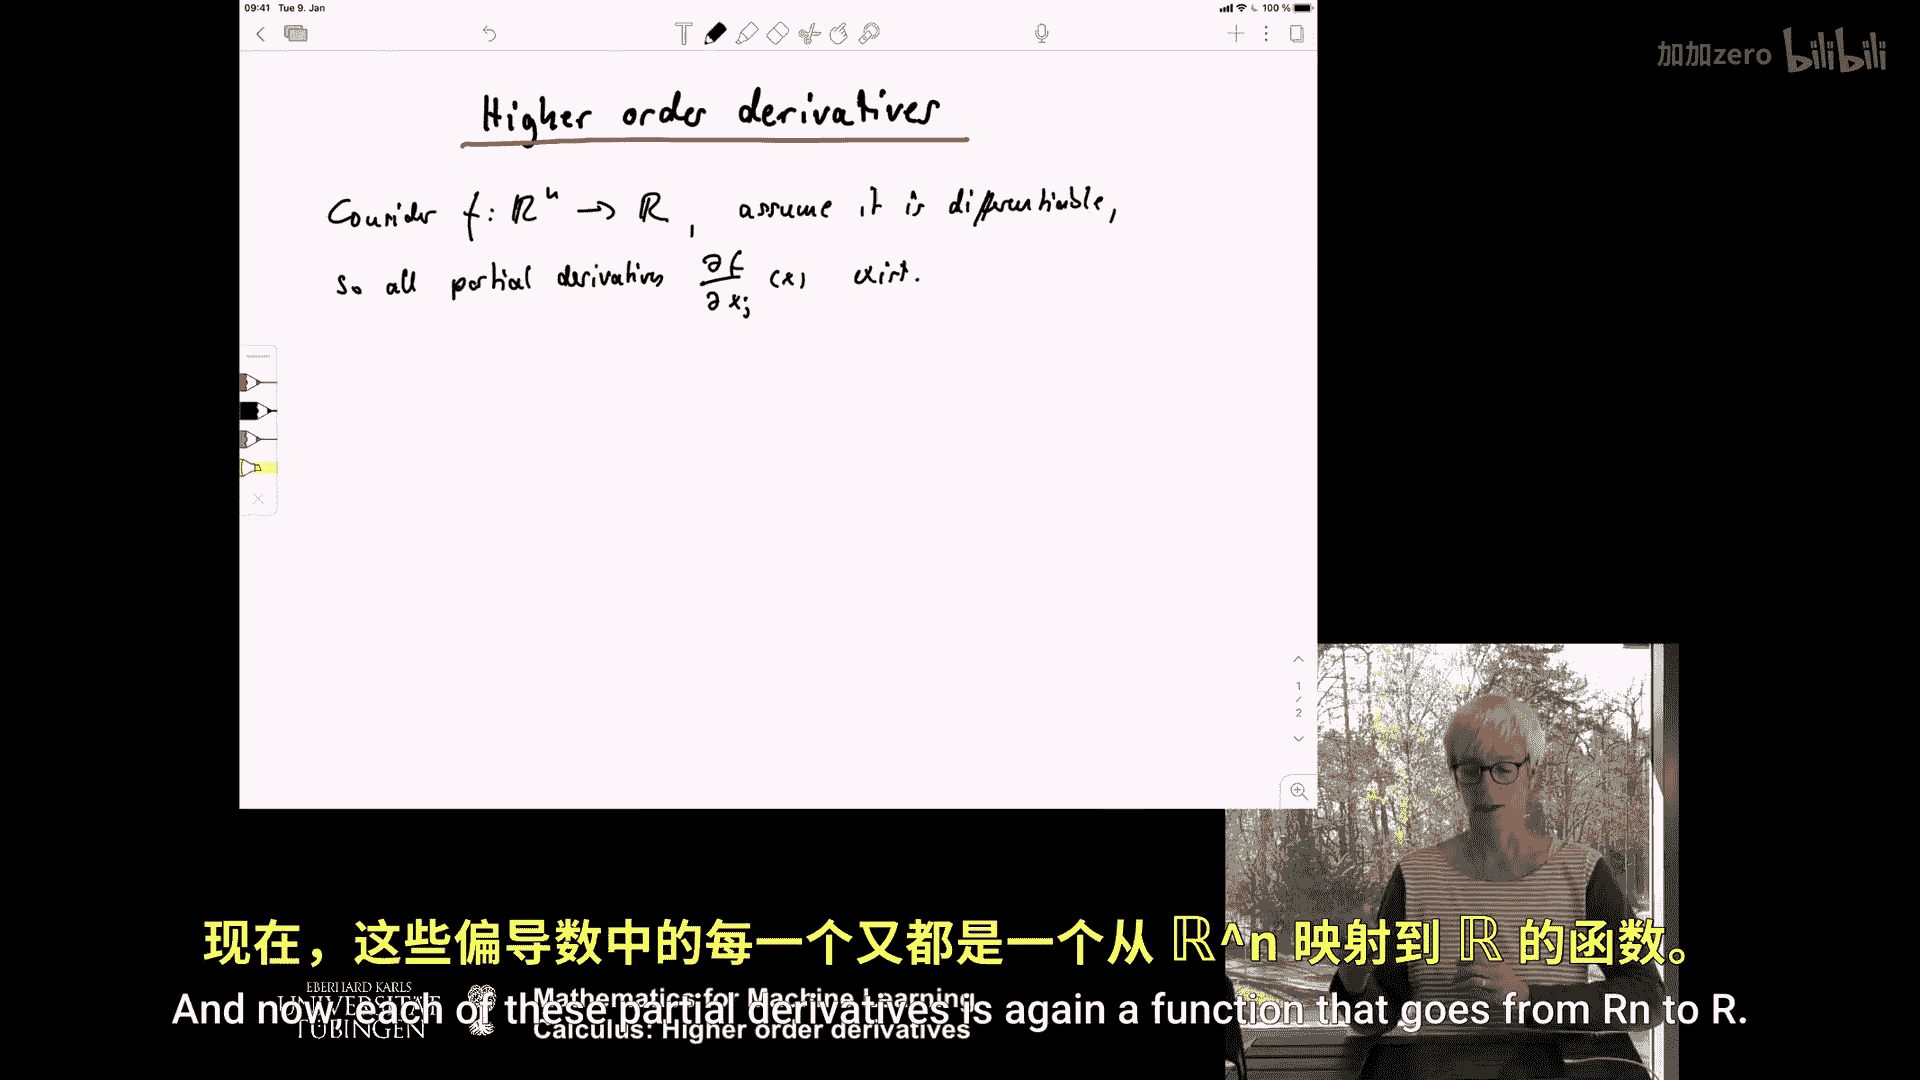 09:41 Tue 9. Jan
100 %
加加zero bilibili
Higher order derivatives
Consider f: ℝⁿ → ℝ, assume it is differentiable,
so all partial derivatives ∂f/∂xⱼ (x) exist.
1
/
2
现在，这些偏导数中的每一个又都是一个从 ℝ^n 映射到 ℝ 的函数。
EBERHARD KARLS
UNIVERSITÄT
TÜBINGEN
Mathematics for Machine Learning
Calculus: Higher order derivatives
And now, each of these partial derivatives is again a function that goes from Rn to R.